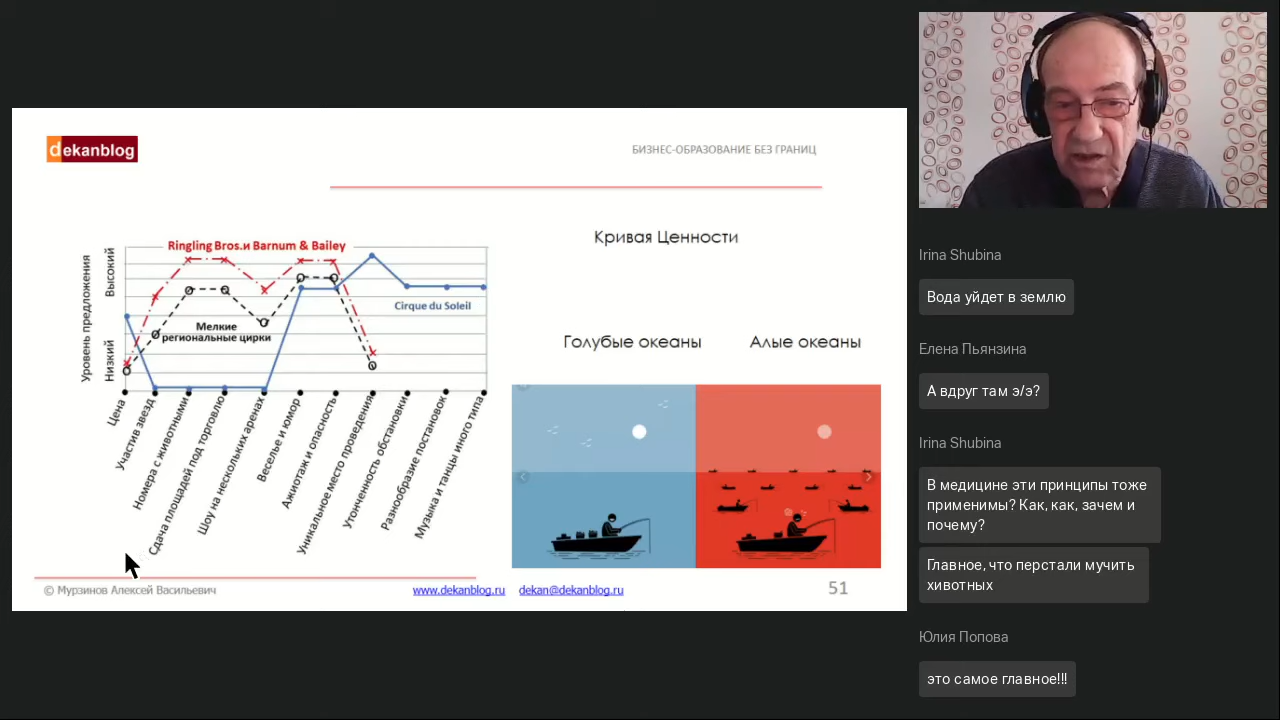 dekanblog
БИЗНЕС-ОБРАЗОВАНИЕ БЕЗ ГРАНИЦ
Ringling Bros.и Barnum & Bailey
Уровень предложения
Высокий
Низкий
Мелкие
региональные цирки
Cirque du Soleil
Цена
Участив звезд
Номера с животными
Сдача площадей под торговлю
Шоу на нескольких аренах
Веселье и юмор
Ажиотаж и опасность
Уникальное место проведения
Утонченность обстановки
Разнообразие постановок
Музыка и танцы иного типа
Кривая Ценности
Голубые океаны
Алые океаны
© Мурзинов Алексей Васильевич
www.dekanblog.ru
dekan@dekanblog.ru
51
Irina Shubina
Вода уйдет в землю
Елена Пьянзина
А вдруг там э/э?
Irina Shubina
В медицине эти принципы тоже
применимы? Как, как, зачем и
почему?
Главное, что перстали мучить
хивотных
Юлия Попова
это самое главное!!!